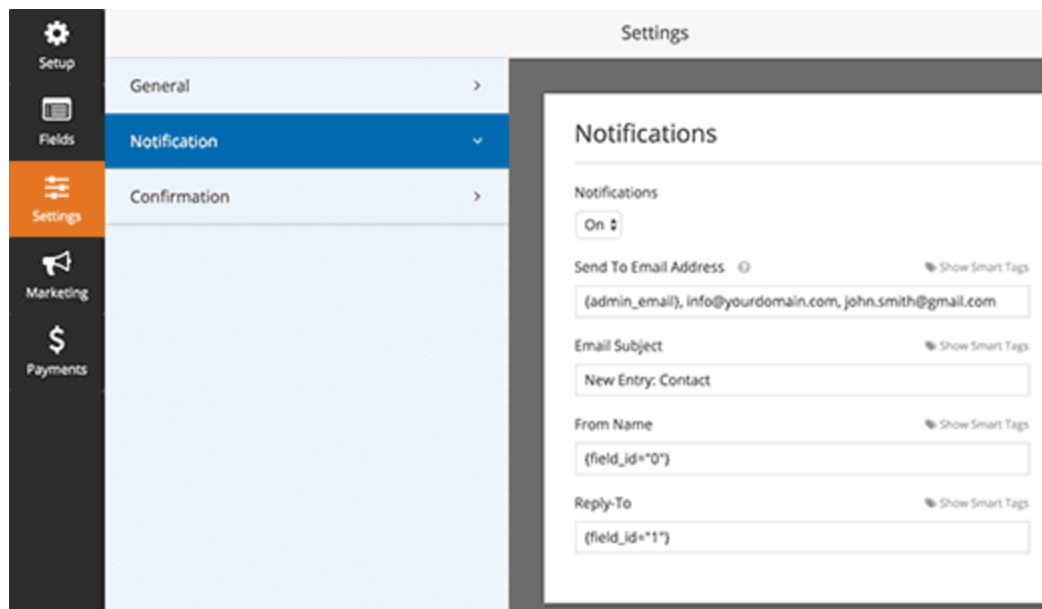 Settings
Setup
Fields
Settings
Marketing
Payments
General
Notification
Confirmation
Notifications
Notifications
On
Send To Email Address
Show Smart Tags
{admin_email}, info@yourdomain.com, john.smith@gmail.com
Email Subject
Show Smart Tags
New Entry: Contact
From Name
Show Smart Tags
{field_id="0"}
Reply-To
Show Smart Tags
{field_id="1"}